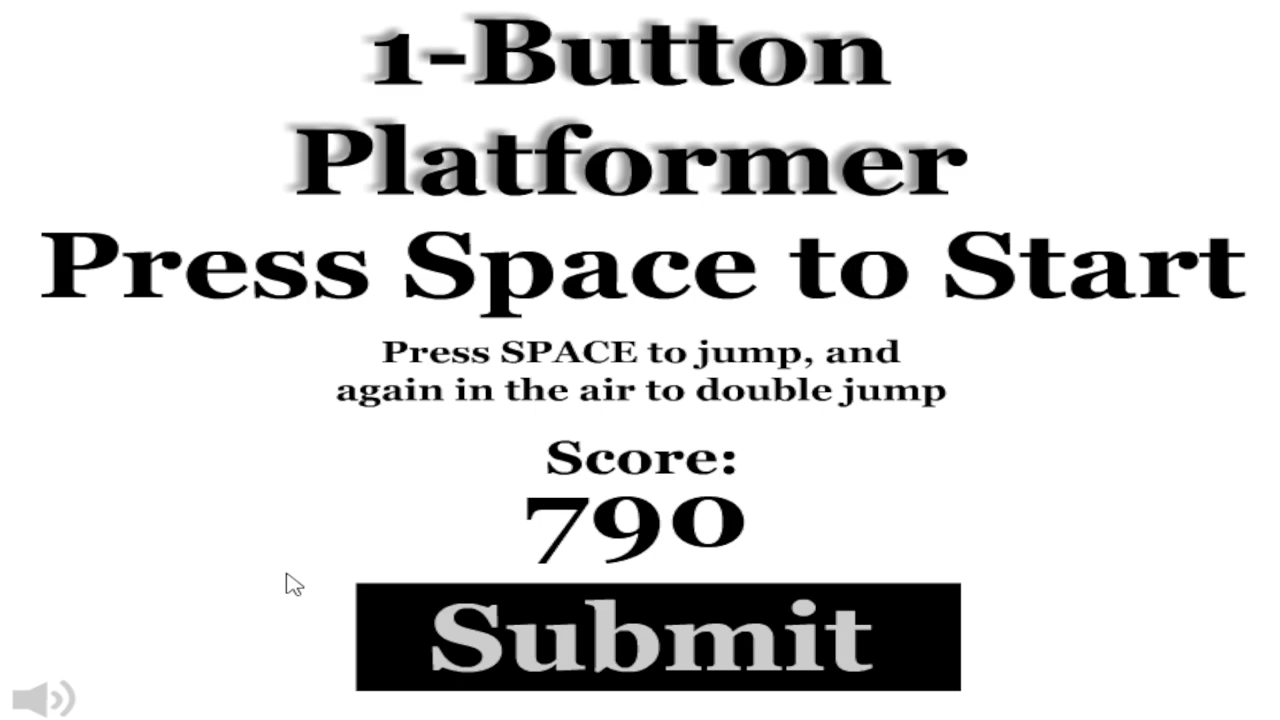 1-Button
Platformer
Press Space to Start
Press SPACE to jump, and
again in the air to double jump
Score:
790
Submit